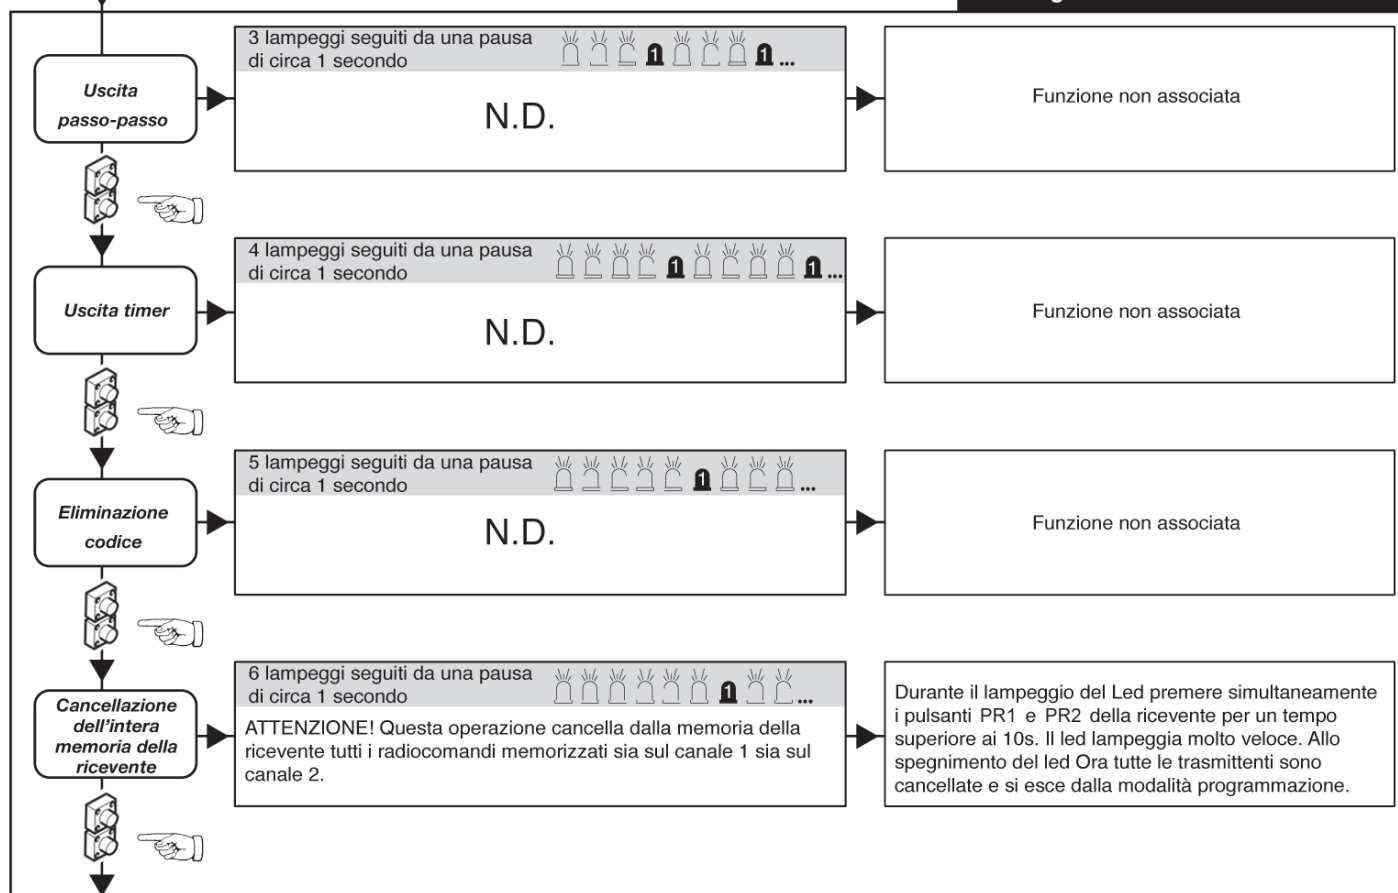 Uscita
passo-passo
3 lampeggi seguiti da una pausa
di circa 1 secondo
1
1 ...
N.D.
Funzione non associata
Uscita timer
4 lampeggi seguiti da una pausa
di circa 1 secondo
1
1 ...
N.D.
Funzione non associata
Eliminazione
codice
5 lampeggi seguiti da una pausa
di circa 1 secondo
1
...
N.D.
Funzione non associata
Cancellazione
dell'intera
memoria della
ricevente
6 lampeggi seguiti da una pausa
di circa 1 secondo
1
...
ATTENZIONE! Questa operazione cancella dalla memoria della
ricevente tutti i radiocomandi memorizzati sia sul canale 1 sia sul
canale 2.
Durante il lampeggio del Led premere simultaneamente
i pulsanti PR1 e PR2 della ricevente per un tempo
superiore ai 10s. Il led lampeggia molto veloce. Allo
spegnimento del led Ora tutte le trasmittenti sono
cancellate e si esce dalla modalità programmazione.